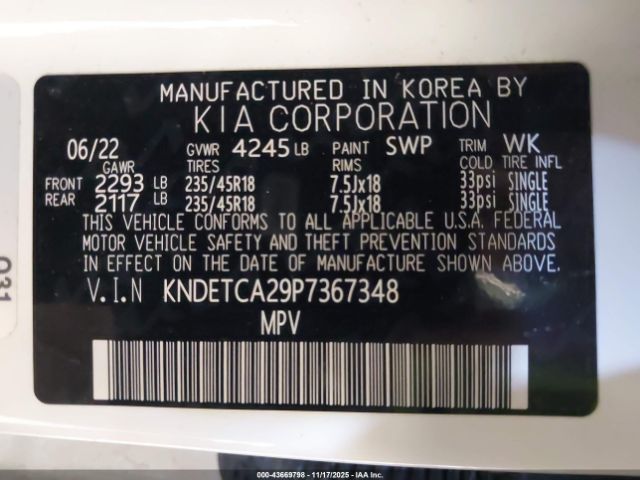 MANUFACTURED IN KOREA BY
KIA CORPORATION
06/22 GVWR 4245 LB PAINT SWP TRIM WK
GAWR TIRES RIMS COLD TIRE INFL
FRONT 2293 LB 235/45R18 7.5Jx18 33psi SINGLE
REAR 2117 LB 235/45R18 7.5Jx18 33psi SINGLE
THIS VEHICLE CONFORMS TO ALL APPLICABLE U.S.A. FEDERAL
MOTOR VEHICLE SAFETY AND THEFT PREVENTION STANDARDS
IN EFFECT ON THE DATE OF MANUFACTURE SHOWN ABOVE.
V.I.N KNDETCA29P7367348
MPV
031
000-43669798 - 11/17/2025 - IAA Inc.